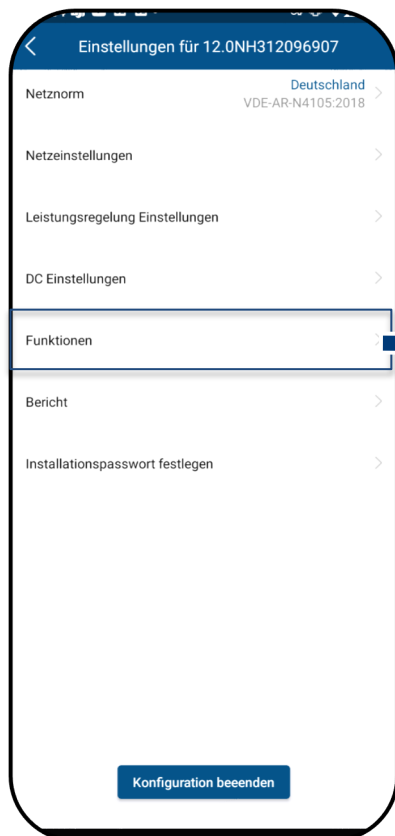 Einstellungen für 12.0NH312096907
Netznorm
Deutschland
VDE-AR-N4105:2018
Netzeinstellungen
Leistungsregelung Einstellungen
DC Einstellungen
Funktionen
Bericht
Installationspasswort festlegen
Konfiguration beeenden